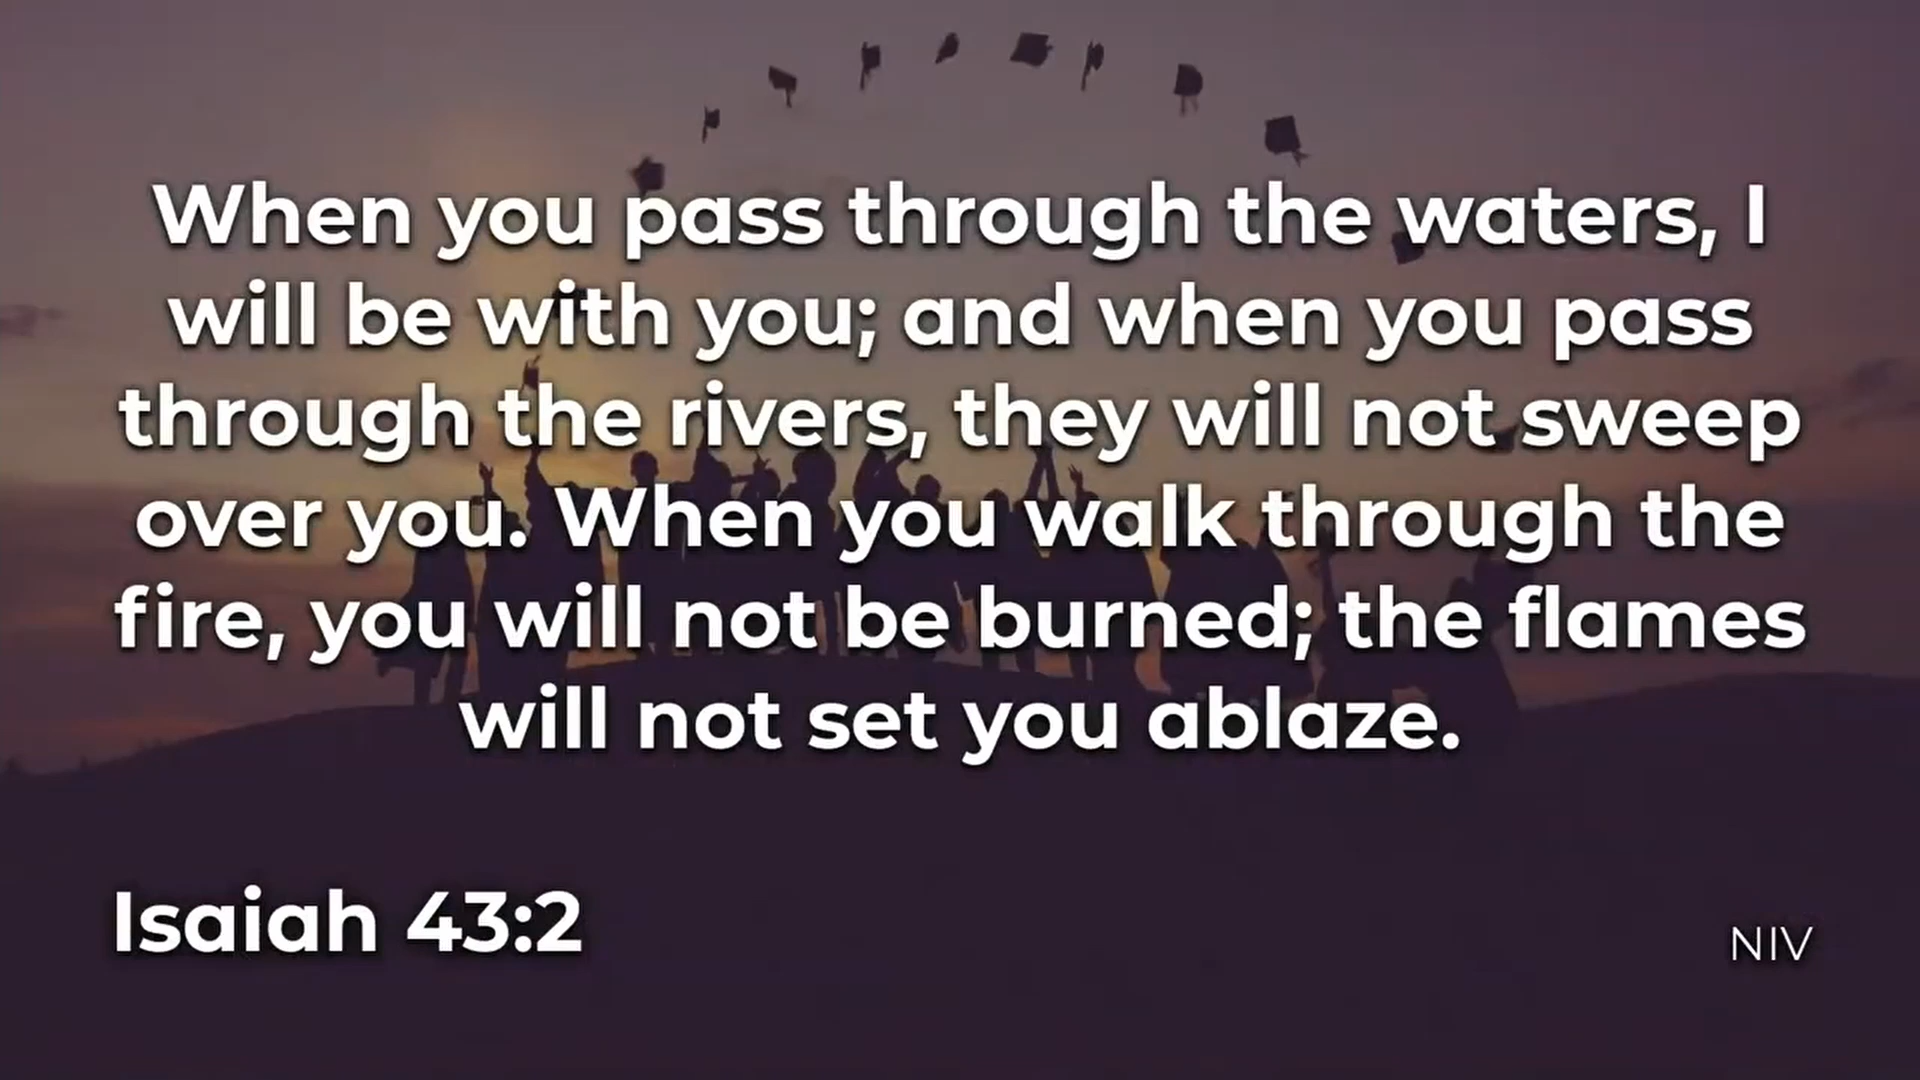 When you pass through the waters, I
will be with you; and when you pass
through the rivers, they will not sweep
over you. When you walk through the
fire, you will not be burned; the flames
will not set you ablaze.
Isaiah 43:2
NIV